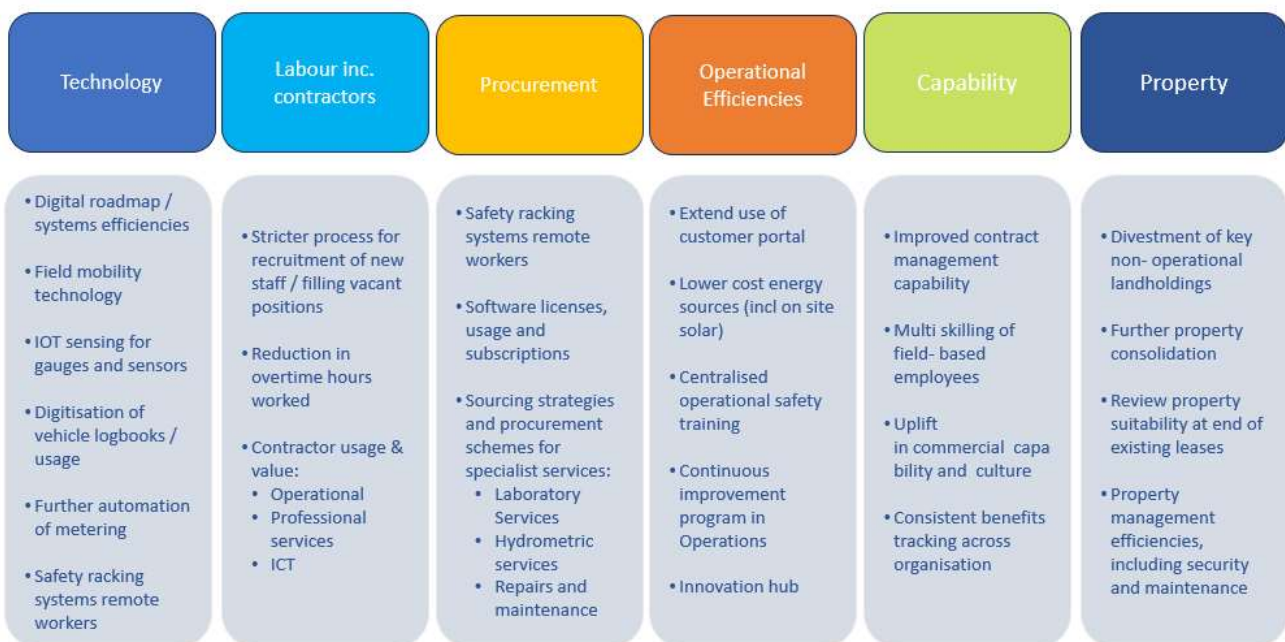 Technology
Labour inc.
contractors
Procurement
Operational
Efficiencies
Capability
Property
• Digital roadmap /
systems efficiencies
• Field mobility
technology
• IOT sensing for
gauges and sensors
• Digitisation of
vehicle logbooks /
usage
• Further automation
of metering
• Safety racking
systems remote
workers
• Stricter process for
recruitment of new
staff / filling vacant
positions
• Reduction in
overtime hours
worked
• Contractor usage &
value:
• Operational
• Professional
services
• ICT
• Safety racking
systems remote
workers
• Software licenses,
usage and
subscriptions
• Sourcing strategies
and procurement
schemes for
specialist services:
• Laboratory
Services
• Hydrometric
services
• Repairs and
maintenance
• Extend use of
customer portal
• Lower cost energy
sources (incl on site
solar)
• Centralised
operational safety
training
• Continuous
improvement
program in
Operations
• Innovation hub
• Improved contract
management
capability
• Multi skilling of
field- based
employees
• Uplift
in commercial capa
bility and culture
• Consistent benefits
tracking across
organisation
• Divestment of key
non- operational
landholdings
• Further property
consolidation
• Review property
suitability at end of
existing leases
• Property
management
efficiencies,
including security
and maintenance